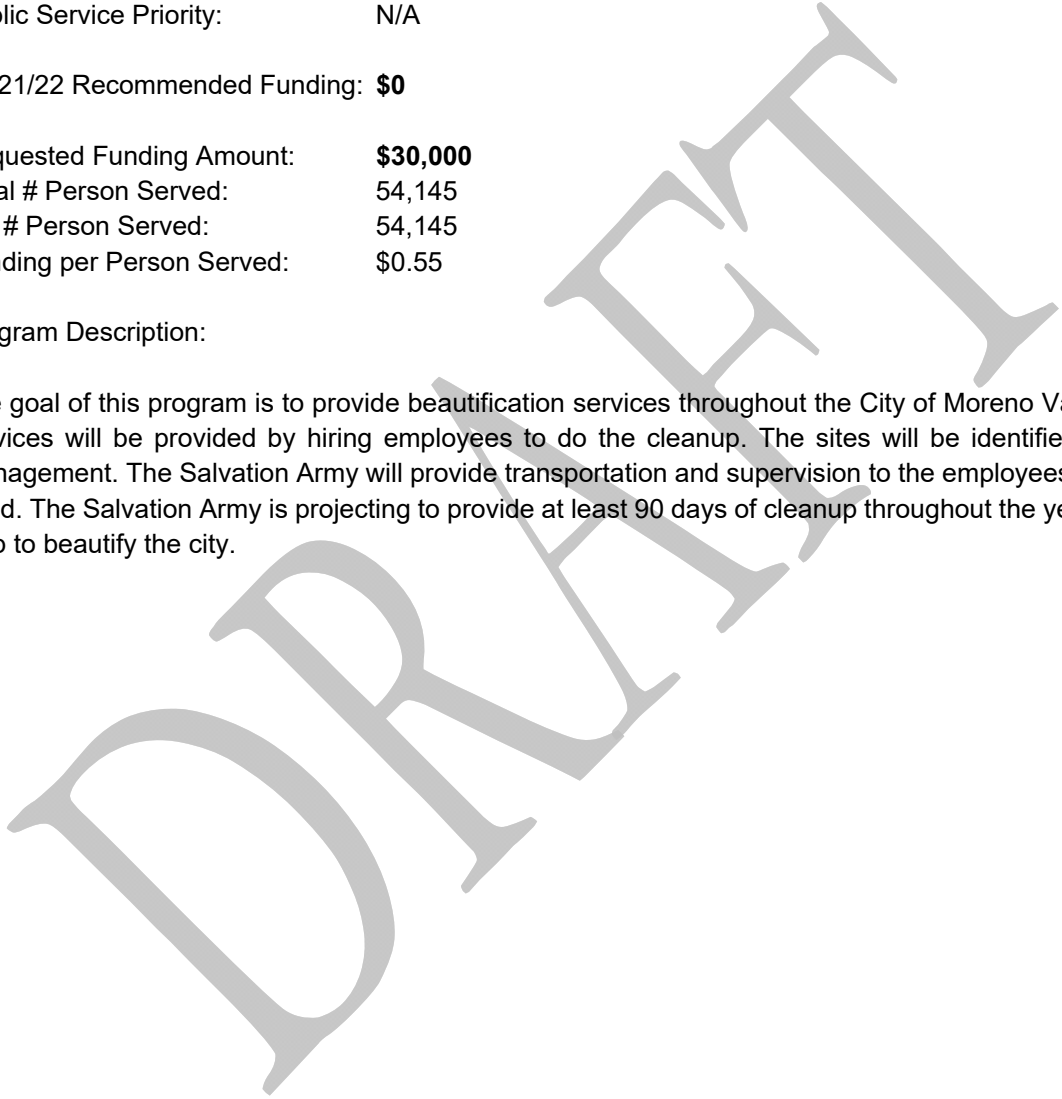 lic Service Priority: N/A
21/22 Recommended Funding: $0
uested Funding Amount: $30,000
al # Person Served: 54,145
# Person Served: 54,145
ding per Person Served: $0.55
gram Description:
goal of this program is to provide beautification services throughout the City of Moreno Va
vices will be provided by hiring employees to do the cleanup. The sites will be identifie
nagement. The Salvation Army will provide transportation and supervision to the employees
d. The Salvation Army is projecting to provide at least 90 days of cleanup throughout the ye
to beautify the city.
DRAFT